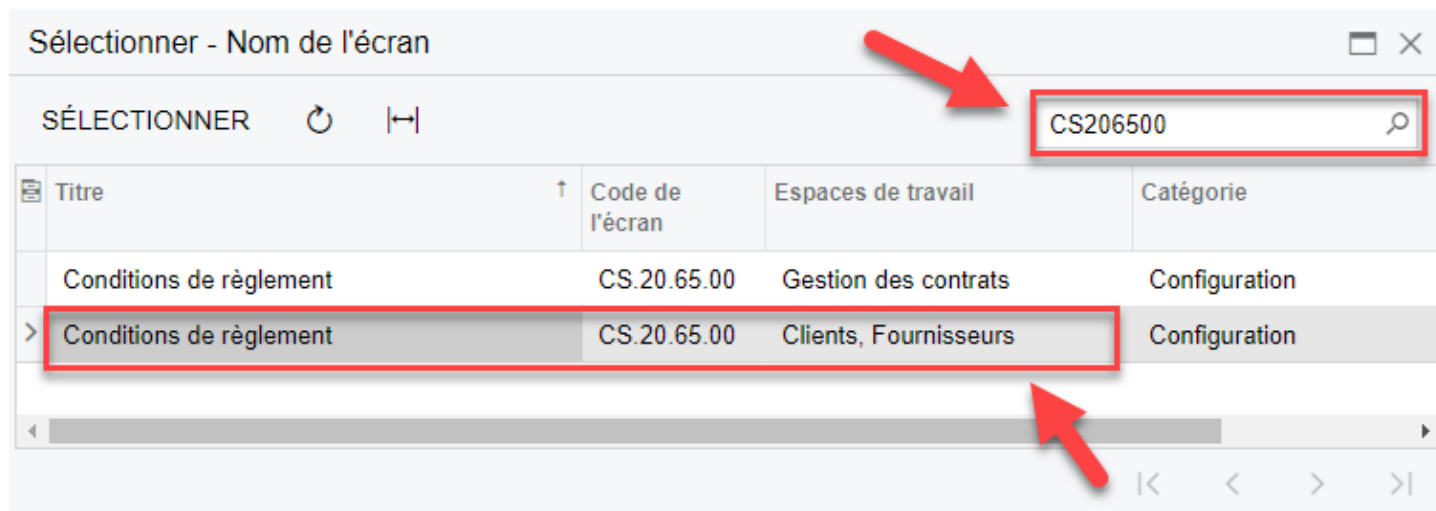 Sélectionner - Nom de l'écran
SÉLECTIONNER
CS206500
Titre
Code de
l'écran
Espaces de travail
Catégorie
Conditions de règlement CS.20.65.00 Gestion des contrats Configuration
Conditions de règlement CS.20.65.00 Clients, Fournisseurs Configuration